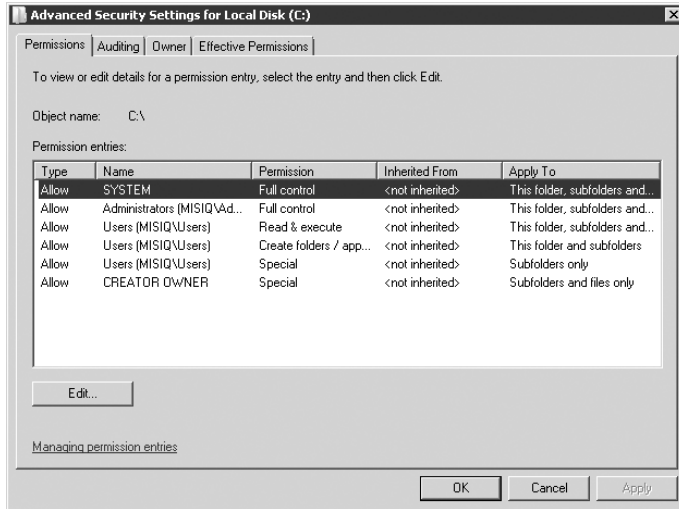 Advanced Security Settings for Local Disk (C:)
Permissions Auditing Owner Effective Permissions
To view or edit details for a permission entry, select the entry and then click Edit.
Object name: C:\
Permission entries:
Type Name Permission Inherited From Apply To
Allow SYSTEM Full control <not inherited> This folder, subfolders and...
Allow Administrators (MISIQ\Ad... Full control <not inherited> This folder, subfolders and...
Allow Users (MISIQ\Users) Read & execute <not inherited> This folder, subfolders and...
Allow Users (MISIQ\Users) Create folders / app... <not inherited> This folder and subfolders
Allow Users (MISIQ\Users) Special <not inherited> Subfolders only
Allow CREATOR OWNER Special <not inherited> Subfolders and files only
Edit...
Managing permission entries
OK Cancel Apply